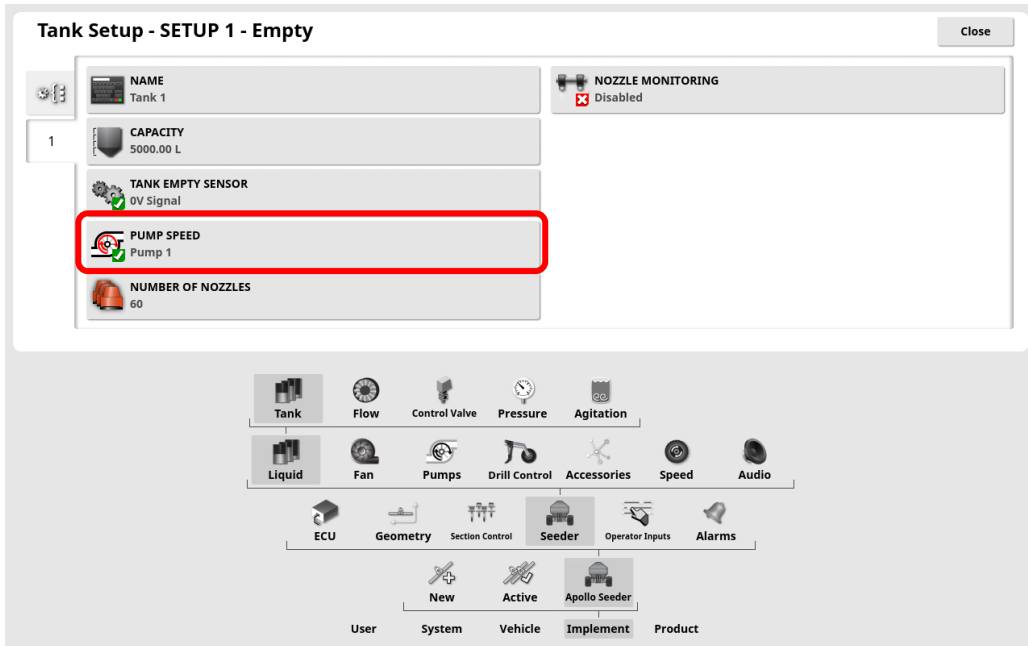 Tank Setup - SETUP 1 - Empty
Close
NAME
Tank 1
NOZZLE MONITORING
Disabled
1
CAPACITY
5000.00 L
TANK EMPTY SENSOR
0V Signal
PUMP SPEED
Pump 1
NUMBER OF NOZZLES
60
Tank Flow Control Valve Pressure Agitation
Liquid Fan Pumps Drill Control Accessories Speed Audio
ECU Geometry Section Control Seeder Operator Inputs Alarms
New Active Apollo Seeder
User System Vehicle Implement Product